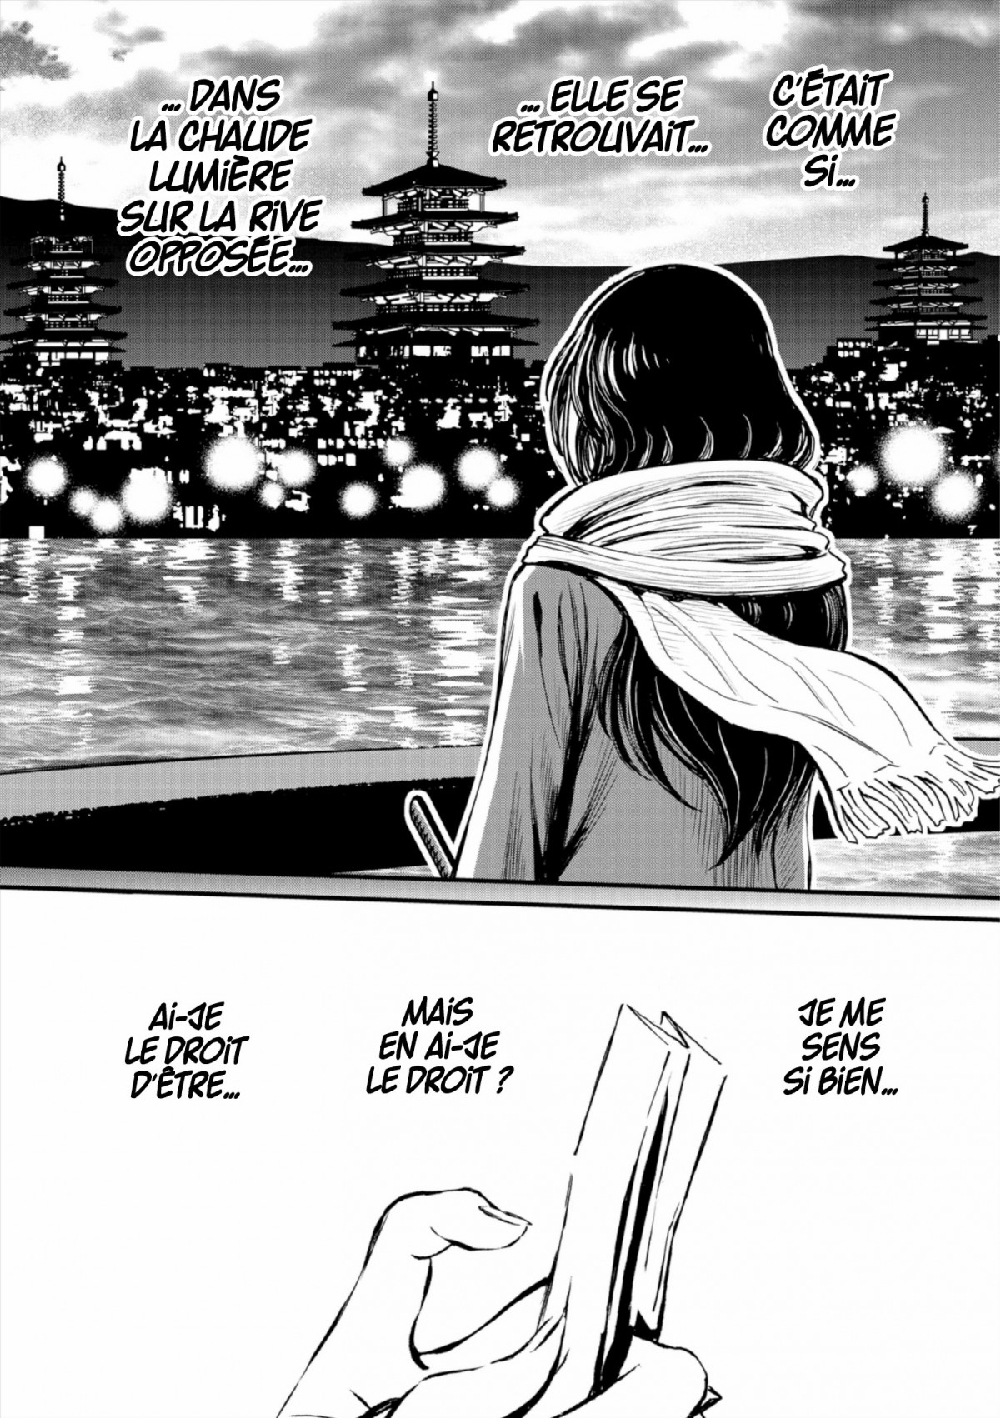 C'ÉTAIT
COMME
SI...
... ELLE SE
RETROUVAIT...
... DANS
LA CHAUDE
LUMIÈRE
SUR LA RIVE
OPPOSÉE...
JE ME
SENS
SI BIEN...
MAIS
EN AI-JE
LE DROIT ?
AI-JE
LE DROIT
D'ÊTRE...